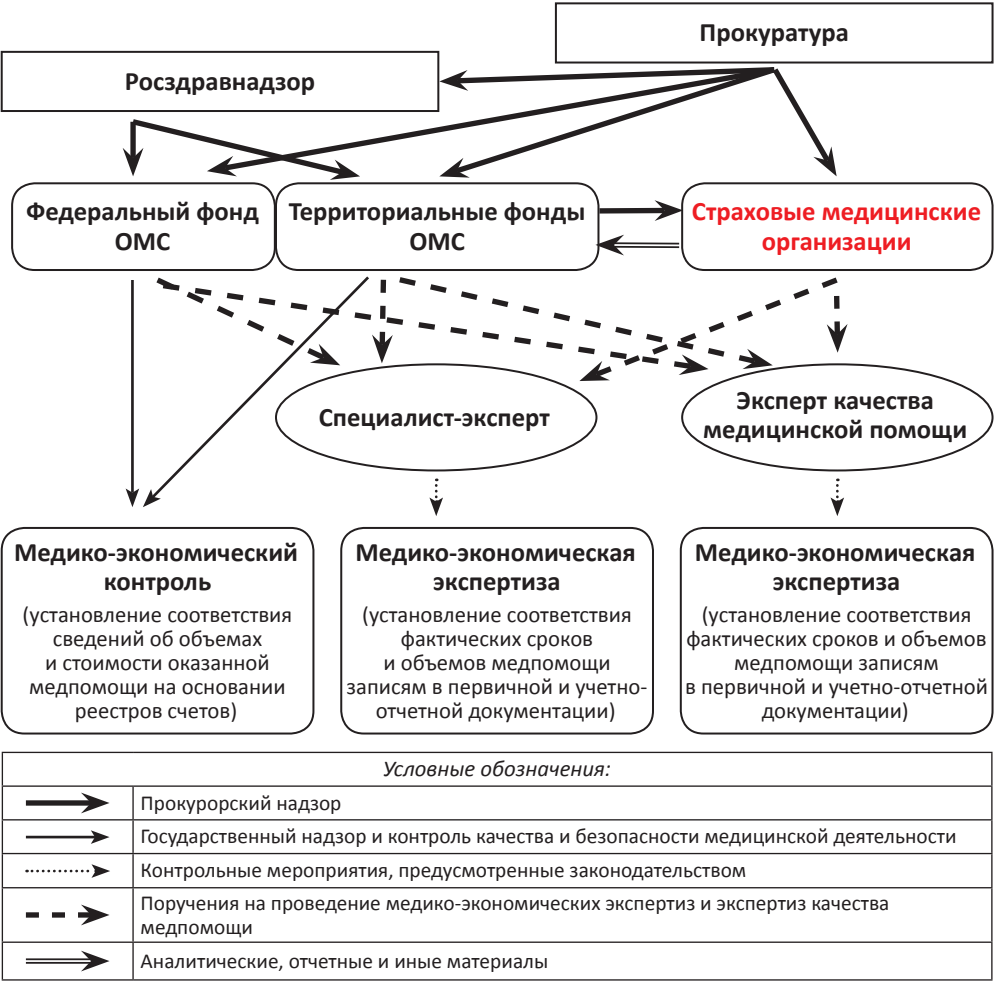 Прокуратура
Росздравнадзор
Федеральный фонд
ОМС
Территориальные фонды
ОМС
Страховые медицинские
организации
Специалист-эксперт
Эксперт качества
медицинской помощи
Медико-экономический
контроль
(установление соответствия
сведений об объемах
и стоимости оказанной
медпомощи на основании
реестров счетов)
Медико-экономическая
экспертиза
(установление соответствия
фактических сроков
и объемов медпомощи
записям в первичной и учетно-
отчетной документации)
Медико-экономическая
экспертиза
(установление соответствия
фактических сроков и объемов
медпомощи записям
в первичной и учетно-отчетной
документации)
Условные обозначения:
Прокурорский надзор
Государственный надзор и контроль качества и безопасности медицинской деятельности
Контрольные мероприятия, предусмотренные законодательством
Поручения на проведение медико-экономических экспертиз и экспертиз качества
медпомощи
Аналитические, отчетные и иные материалы